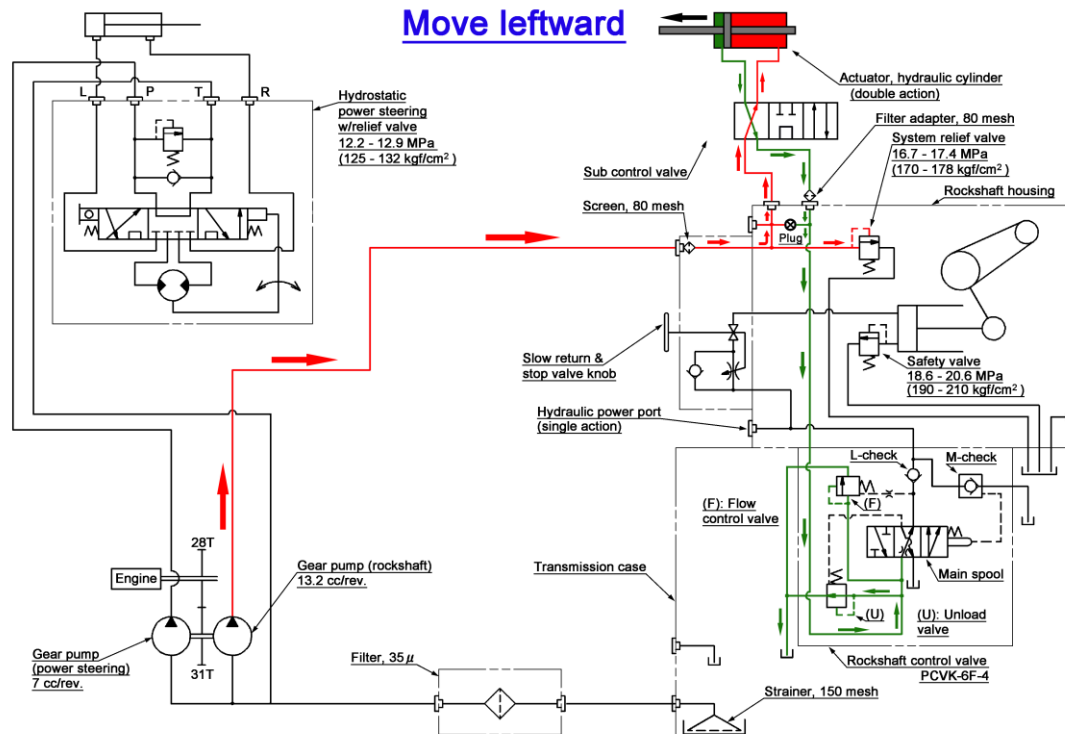 Move leftward
Actuator, hydraulic cylinder
(double action)
L
P
T
R
Hydrostatic
power steering
w/relief valve
12.2 - 12.9 MPa
(125 - 132 kgf/cm²)
Filter adapter, 80 mesh
System relief valve
16.7 - 17.4 MPa
(170 - 178 kgf/cm²)
Sub control valve
Rockshaft housing
Screen, 80 mesh
Plug
Slow return &
stop valve knob
Safety valve
18.6 - 20.6 MPa
(190 - 210 kgf/cm²)
Hydraulic power port
(single action)
L-check
M-check
(F): Flow
control valve
(F)
28T
Engine
Gear pump (rockshaft)
13.2 cc/rev.
Transmission case
Main spool
(U)
(U): Unload
valve
Gear pump
(power steering)
7 cc/rev.
31T
Filter, 35μ
Rockshaft control valve
PCVK-6F-4
Strainer, 150 mesh